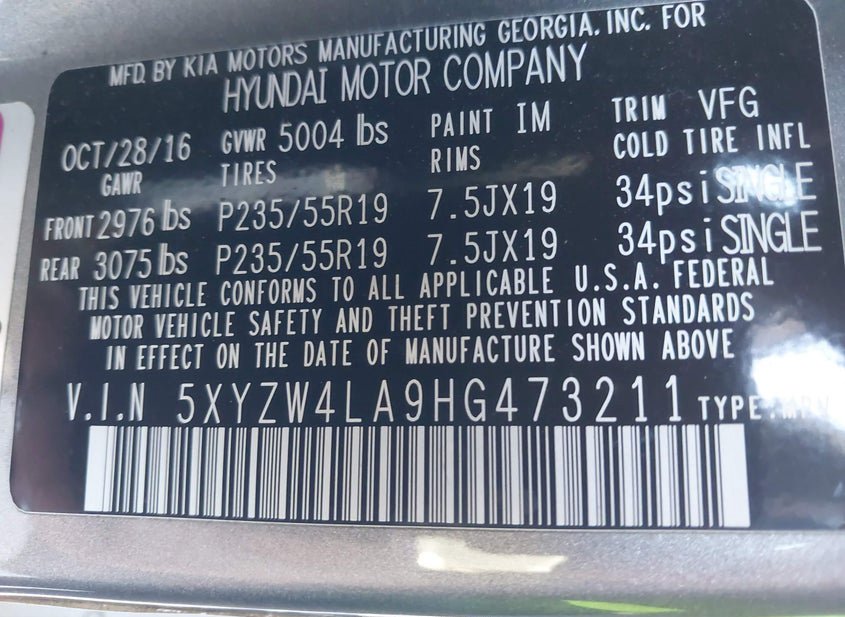 MFD. BY KIA MOTORS MANUFACTURING GEORGIA. INC. FOR
HYUNDAI MOTOR COMPANY
OCT/28/16 GVWR 5004 lbs PAINT IM TRIM VFG
GAWR TIRES RIMS COLD TIRE INFL
FRONT 2976 lbs P235/55R19 7.5JX19 34psi SINGLE
REAR 3075 lbs P235/55R19 7.5JX19 34psi SINGLE
THIS VEHICLE CONFORMS TO ALL APPLICABLE U.S.A. FEDERAL
MOTOR VEHICLE SAFETY AND THEFT PREVENTION STANDARDS
IN EFFECT ON THE DATE OF MANUFACTURE SHOWN ABOVE
V.I.N 5XYZW4LA9HG473211 TYPE:MPV